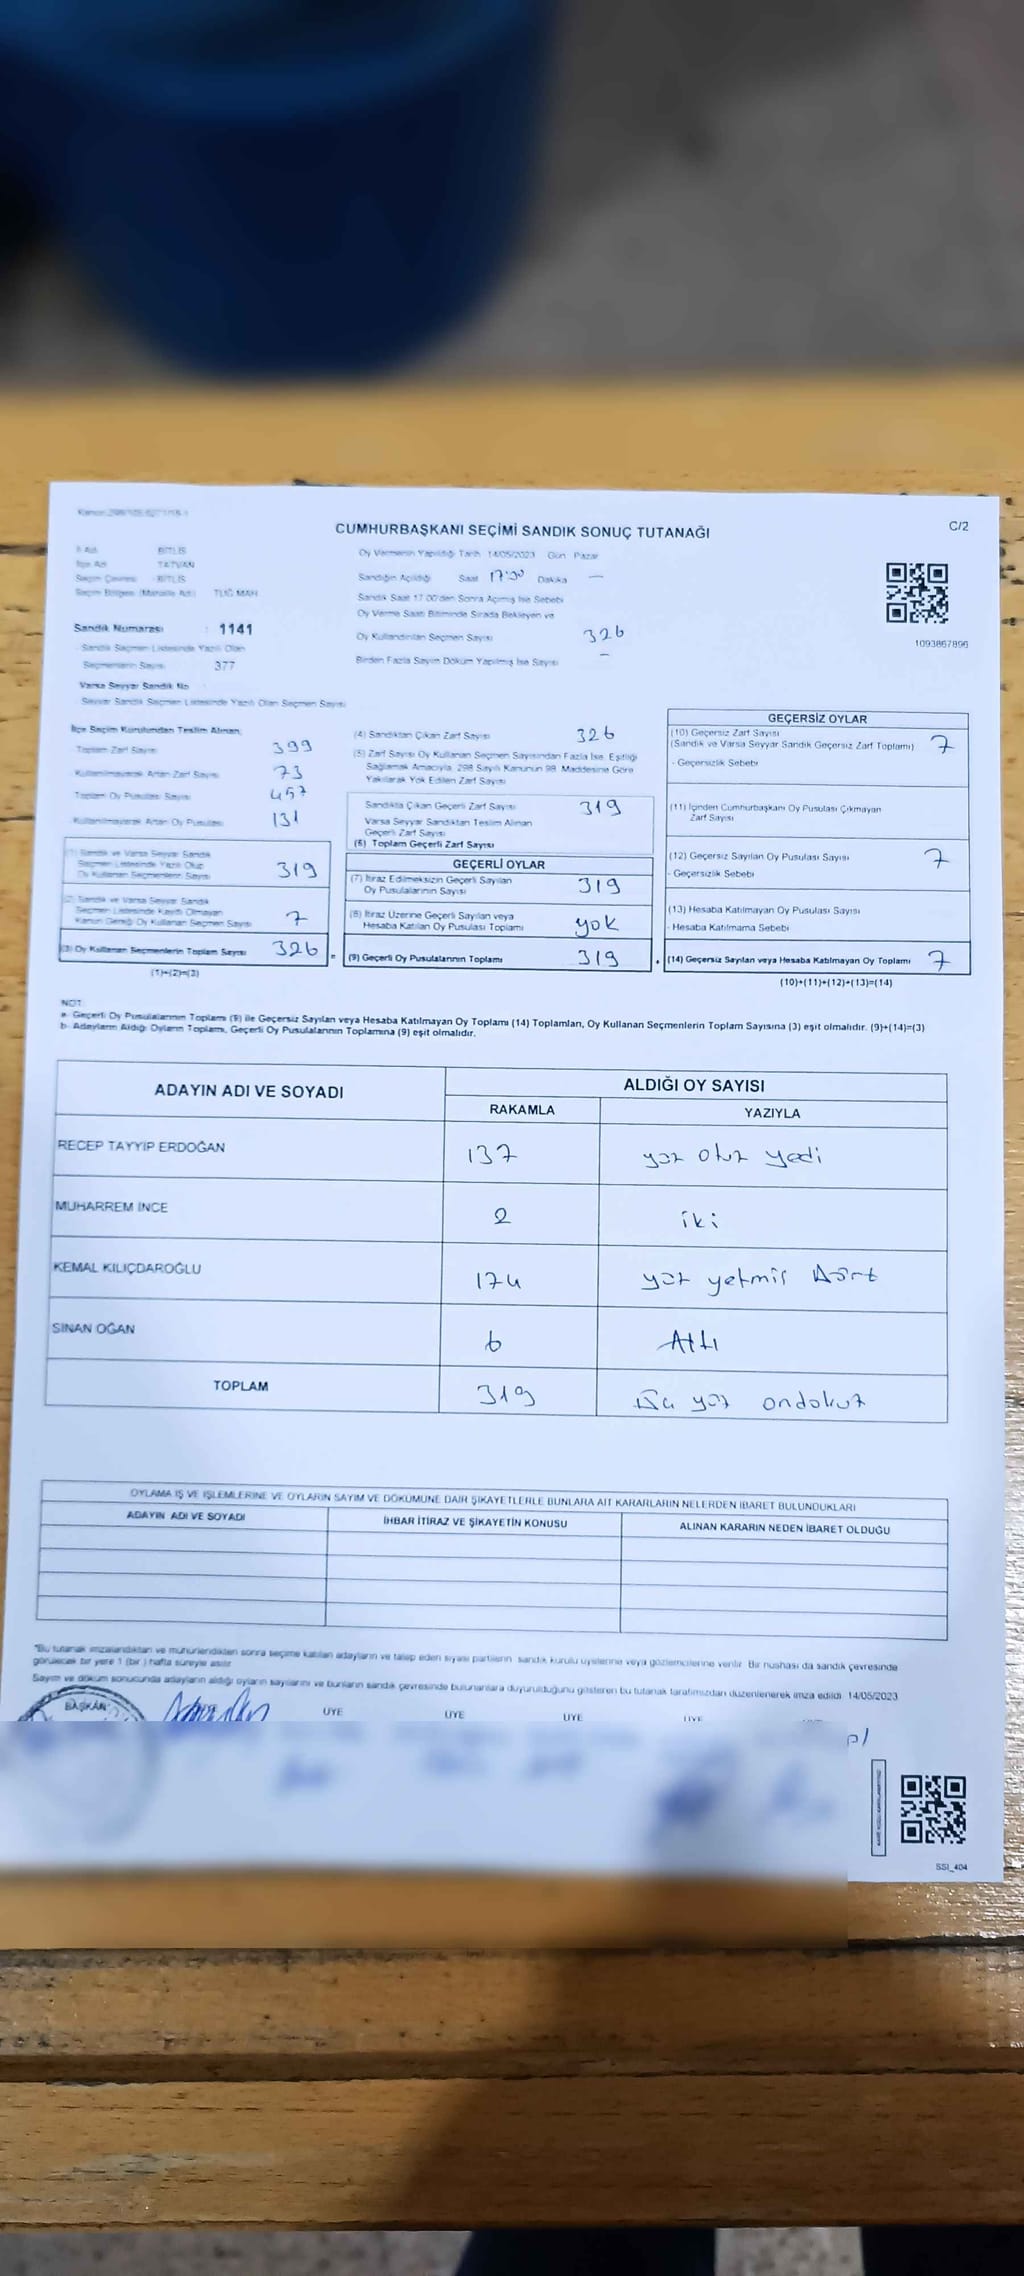 C/2
CUMHURBAŞKANI SEÇİMİ SANDIK SONUÇ TUTANAĞI
İl Adı BİTLİS
İlçe Adı TATVAN
Seçim Çevresi BİTLİS
Seçim Bölgesi (Mahalle Adı) TUĞ MAH
Sandık Numarası : 1141
Sandık Seçmen Listesinde Yazılı Olan
Seçmenlerin Sayısı 377
Varsa Seyyar Sandık No
Seyyar Sandık Seçmen Listesinde Yazılı Olan Seçmen Sayısı
Oy Vermenin Yapıldığı Tarih 14/05/2023 Gün Pazar
Sandığın Açıldığı Saat 17:00 Dakika —
Sandık Saat 17.00'den Sonra Açılmış İse Sebebi
Oy Verme Saati Bitiminde Sırada Bekleyen ve
Oy Kullandırılan Seçmen Sayısı 326
Birden Fazla Sayım Döküm Yapılmış İse Sayısı –
1093867896
İlçe Seçim Kurulundan Teslim Alınan;
Toplam Zarf Sayısı 399
Kullanılmayarak Artan Zarf Sayısı 73
Toplam Oy Pusulası Sayısı 457
Kullanılmayarak Artan Oy Pusulası 131
(1) Sandık ve Varsa Seyyar Sandık
Seçmen Listesinde Yazılı Olup
Oy Kullanan Seçmenlerin Sayısı 319
(2) Sandık ve Varsa Seyyar Sandık
Seçmen Listesinde Kayıtlı Olmayan
Kanun Gereği Oy Kullanan Seçmen Sayısı 7
(3) Oy Kullanan Seçmenlerin Toplam Sayısı 326
(1)+(2)=(3)
(4) Sandıktan Çıkan Zarf Sayısı 326
(5) Zarf Sayısı Oy Kullanan Seçmen Sayısından Fazla İse, Eşitliği
Sağlamak Amacıyla, 298 Sayılı Kanunun 98. Maddesine Göre
Yakılarak Yok Edilen Zarf Sayısı
Sandıkta Çıkan Geçerli Zarf Sayısı 319
Varsa Seyyar Sandıktan Teslim Alınan
Geçerli Zarf Sayısı
(6) Toplam Geçerli Zarf Sayısı
GEÇERLİ OYLAR
(7) İtiraz Edilmeksizin Geçerli Sayılan
Oy Pusulalarının Sayısı 319
(8) İtiraz Üzerine Geçerli Sayılan veya
Hesaba Katılan Oy Pusulası Toplamı yok
= (9) Geçerli Oy Pusulalarının Toplamı 319
GEÇERSİZ OYLAR
(10) Geçersiz Zarf Sayısı
(Sandık ve Varsa Seyyar Sandık Geçersiz Zarf Toplamı) 7
- Geçersizlik Sebebi
(11) İçinden Cumhurbaşkanı Oy Pusulası Çıkmayan
Zarf Sayısı
(12) Geçersiz Sayılan Oy Pusulası Sayısı 7
- Geçersizlik Sebebi
(13) Hesaba Katılmayan Oy Pusulası Sayısı
- Hesaba Katılmama Sebebi
+ (14) Geçersiz Sayılan veya Hesaba Katılmayan Oy Toplamı 7
(10)+(11)+(12)+(13)=(14)
NOT
a- Geçerli Oy Pusulalarının Toplamı (9) ile Geçersiz Sayılan veya Hesaba Katılmayan Oy Toplamı (14) Toplamları, Oy Kullanan Seçmenlerin Toplam Sayısına (3) eşit olmalıdır. (9)+(14)=(3)
b- Adayların Aldığı Oyların Toplamı, Geçerli Oy Pusulalarının Toplamına (9) eşit olmalıdır.
ADAYIN ADI VE SOYADI ALDIĞI OY SAYISI
RAKAMLA YAZIYLA
RECEP TAYYİP ERDOĞAN 137 yüz otuz yedi
MUHARREM İNCE 2 iki
KEMAL KILIÇDAROĞLU 174 yüz yetmiş dört
SİNAN OĞAN 6 Altı
TOPLAM 319 üç yüz ondokuz
OYLAMA İŞ VE İŞLEMLERİNE VE OYLARIN SAYIM VE DÖKÜMÜNE DAİR ŞİKAYETLERLE BUNLARA AİT KARARLARIN NELERDEN İBARET BULUNDUKLARI
ADAYIN ADI VE SOYADI İHBAR İTİRAZ VE ŞİKAYETİN KONUSU ALINAN KARARIN NEDEN İBARET OLDUĞU
*Bu tutanak imzalandıktan ve mühürlendikten sonra seçime katılan adayların ve talep eden siyasi partilerin sandık kurulu üyelerine veya gözlemcilerine verilir. Bir nüshası da sandık çevresinde
görülecek bir yere 1 (bir) hafta süreyle asılır.
Sayım ve döküm sonucunda adayların aldığı oyların sayılarını ve bunların sandık çevresinde bulunanlara duyurulduğunu gösteren bu tutanak tarafımızdan düzenlenerek imza edildi. 14/05/2023
BAŞKAN ÜYE ÜYE ÜYE ÜYE
SSI_404